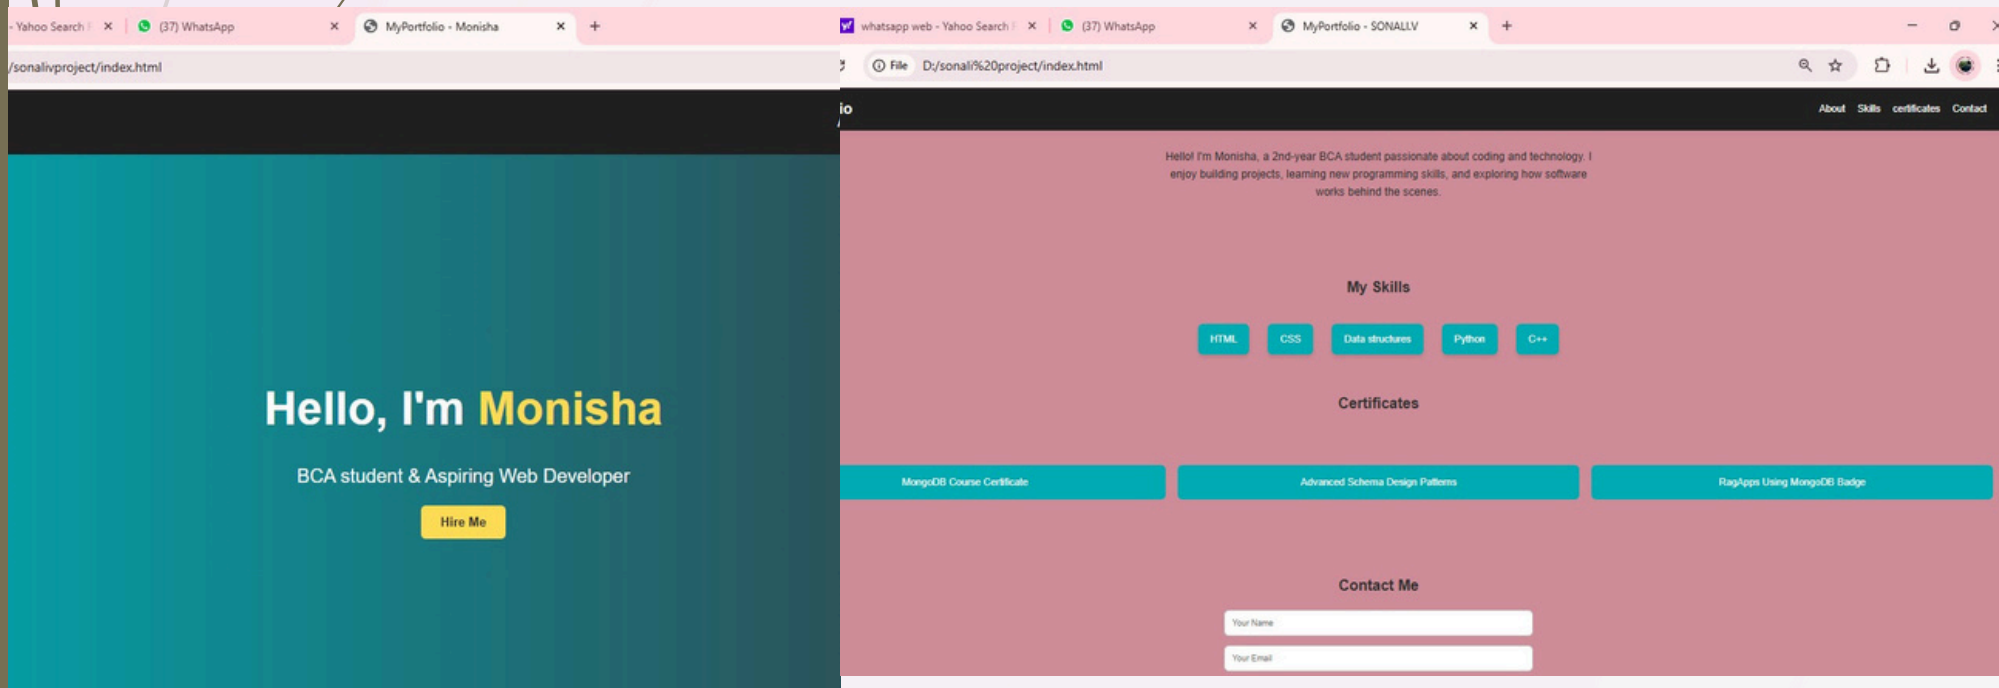 - Yahoo Search
(37) WhatsApp
MyPortfolio - Monisha
/sonalivproject/index.html
Hello, I'm Monisha
BCA student & Aspiring Web Developer
Hire Me
whatsapp web - Yahoo Search
(37) WhatsApp
MyPortfolio - SONALI.V
File D:/sonali%20project/index.html
io
About Skills certificates Contact
Hello! I'm Monisha, a 2nd-year BCA student passionate about coding and technology. I
enjoy building projects, learning new programming skills, and exploring how software
works behind the scenes.
My Skills
HTML CSS Data structures Python C++
Certificates
MongoDB Course Certificate Advanced Schema Design Patterns RagApps Using MongoDB Badge
Contact Me
Your Name
Your Email